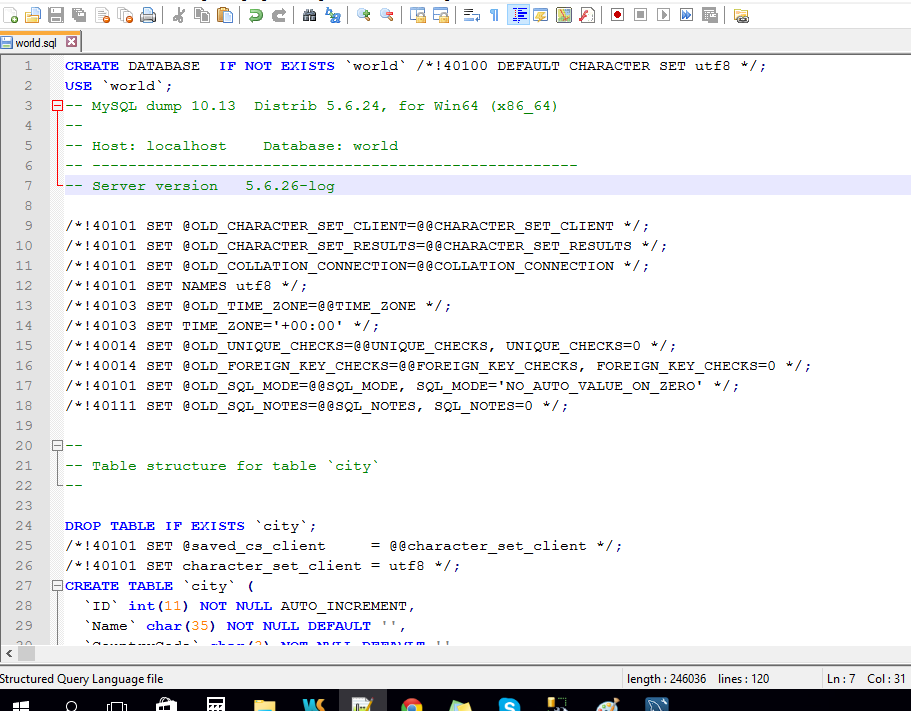 world.sql
1 CREATE DATABASE  IF NOT EXISTS `world` /*!40100 DEFAULT CHARACTER SET utf8 */;
2 USE `world`;
3 -- MySQL dump 10.13  Distrib 5.6.24, for Win64 (x86_64)
4 --
5 -- Host: localhost    Database: world
6 -- ------------------------------------------------------
7 -- Server version   5.6.26-log
8
9 /*!40101 SET @OLD_CHARACTER_SET_CLIENT=@@CHARACTER_SET_CLIENT */;
10 /*!40101 SET @OLD_CHARACTER_SET_RESULTS=@@CHARACTER_SET_RESULTS */;
11 /*!40101 SET @OLD_COLLATION_CONNECTION=@@COLLATION_CONNECTION */;
12 /*!40101 SET NAMES utf8 */;
13 /*!40103 SET @OLD_TIME_ZONE=@@TIME_ZONE */;
14 /*!40103 SET TIME_ZONE='+00:00' */;
15 /*!40014 SET @OLD_UNIQUE_CHECKS=@@UNIQUE_CHECKS, UNIQUE_CHECKS=0 */;
16 /*!40014 SET @OLD_FOREIGN_KEY_CHECKS=@@FOREIGN_KEY_CHECKS, FOREIGN_KEY_CHECKS=0 */;
17 /*!40101 SET @OLD_SQL_MODE=@@SQL_MODE, SQL_MODE='NO_AUTO_VALUE_ON_ZERO' */;
18 /*!40111 SET @OLD_SQL_NOTES=@@SQL_NOTES, SQL_NOTES=0 */;
19
20 --
21 -- Table structure for table `city`
22 --
23
24 DROP TABLE IF EXISTS `city`;
25 /*!40101 SET @saved_cs_client     = @@character_set_client */;
26 /*!40101 SET character_set_client = utf8 */;
27 CREATE TABLE `city` (
28 `ID` int(11) NOT NULL AUTO_INCREMENT,
29 `Name` char(35) NOT NULL DEFAULT '',
30 `CountryCode` char(3) NOT NULL DEFAULT ''
Structured Query Language file length : 246036 lines : 120 Ln : 7 Col : 31